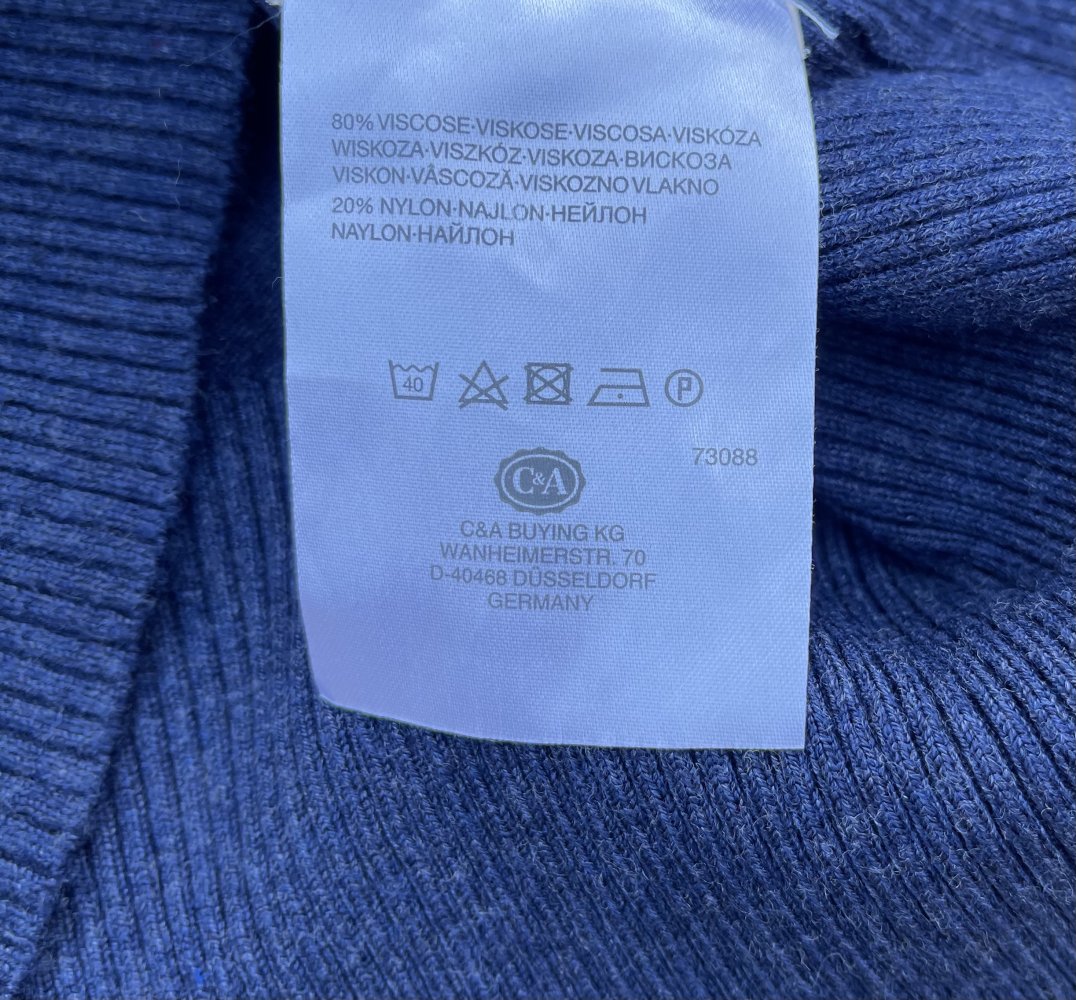 80% VISCOSE·VISKOSE·VISCOSA·VISKÓZA
WISKOZA·VISZKÓZ·VISKOZA·ВИСКОЗА
VISKON·VÂSCOZĂ·VISKOZNO VLAKNO
20% NYLON·NAJLON·НЕЙЛОН
NAYLON·НАЙЛОН
40
P
73088
C&A
C&A BUYING KG
WANHEIMERSTR. 70
D-40468 DÜSSELDORF
GERMANY